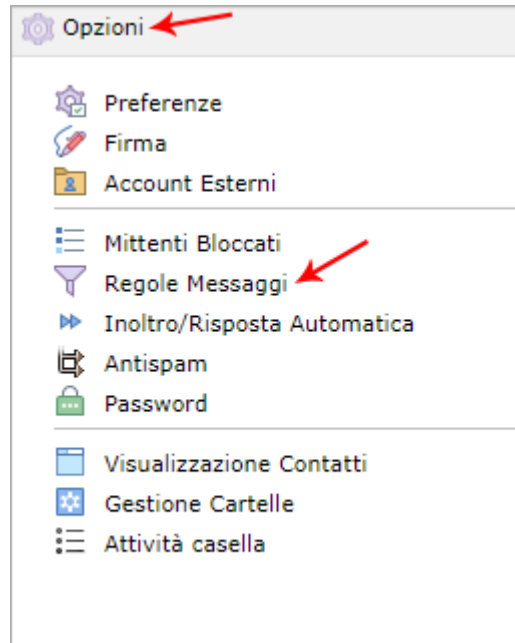 Opzioni
Preferenze
Firma
Account Esterni
Mittenti Bloccati
Regole Messaggi
Inoltro/Risposta Automatica
Antispam
Password
Visualizzazione Contatti
Gestione Cartelle
Attività casella